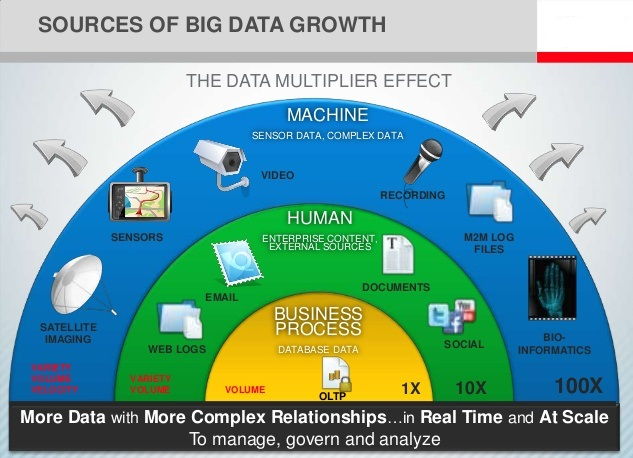 SOURCES OF BIG DATA GROWTH
THE DATA MULTIPLIER EFFECT
MACHINE
SENSOR DATA, COMPLEX DATA
VIDEO
RECORDING
SENSORS
M2M LOG
FILES
HUMAN
ENTERPRISE CONTENT,
EXTERNAL SOURCES
EMAIL
DOCUMENTS
SATELLITE
IMAGING
WEB LOGS
SOCIAL
BIO-
INFORMATICS
BUSINESS
PROCESS
DATABASE DATA
OLTP
VARIETY
VOLUME
VELOCITY
VARIETY
VOLUME
VOLUME
1X
10X
100X
More Data with More Complex Relationships...in Real Time and At Scale
To manage, govern and analyze